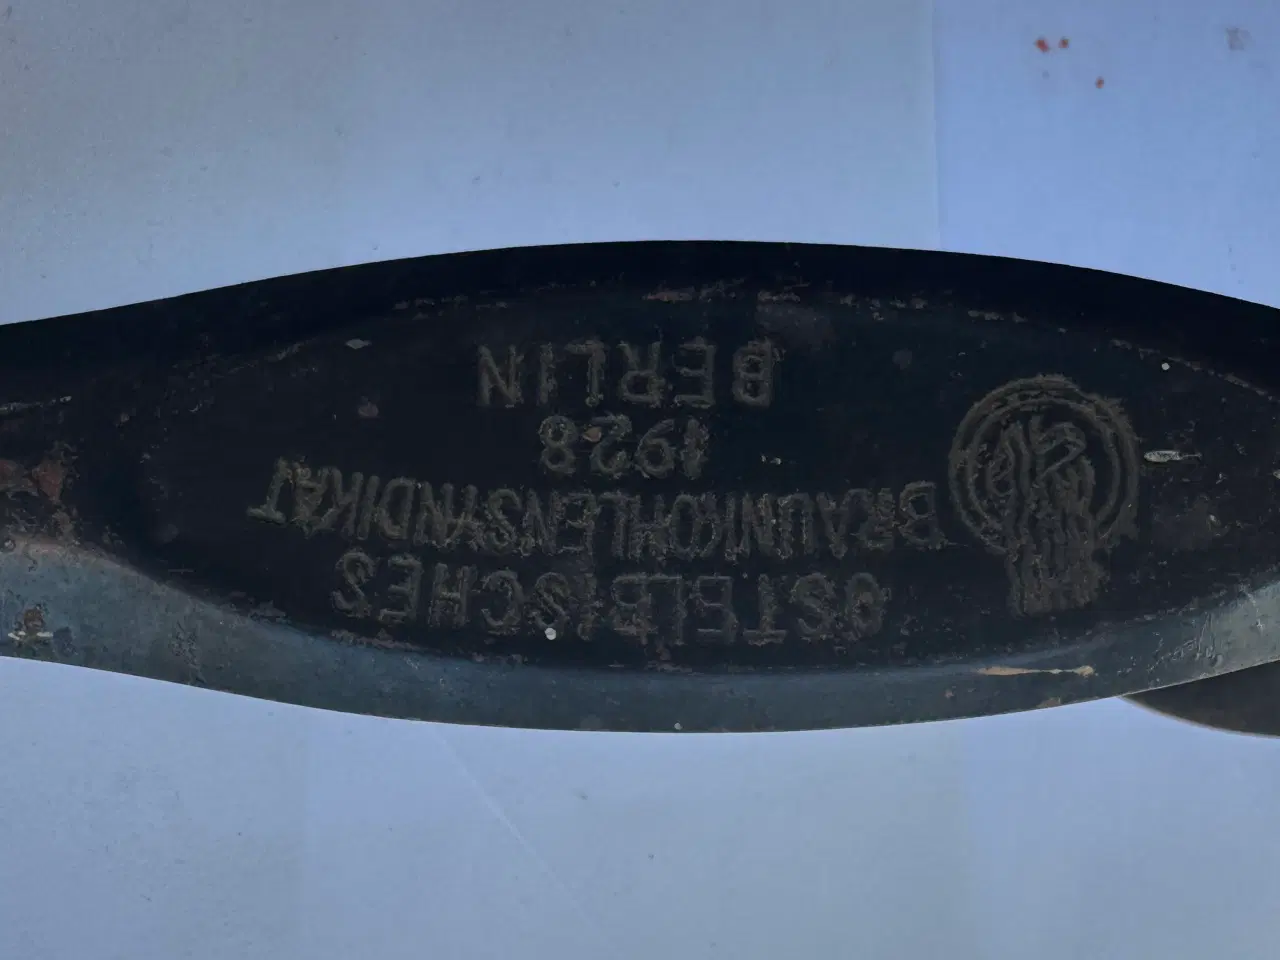 OSTELBISCHES
BRAUNKOHLENSYNDIKAT
1928
BERLIN